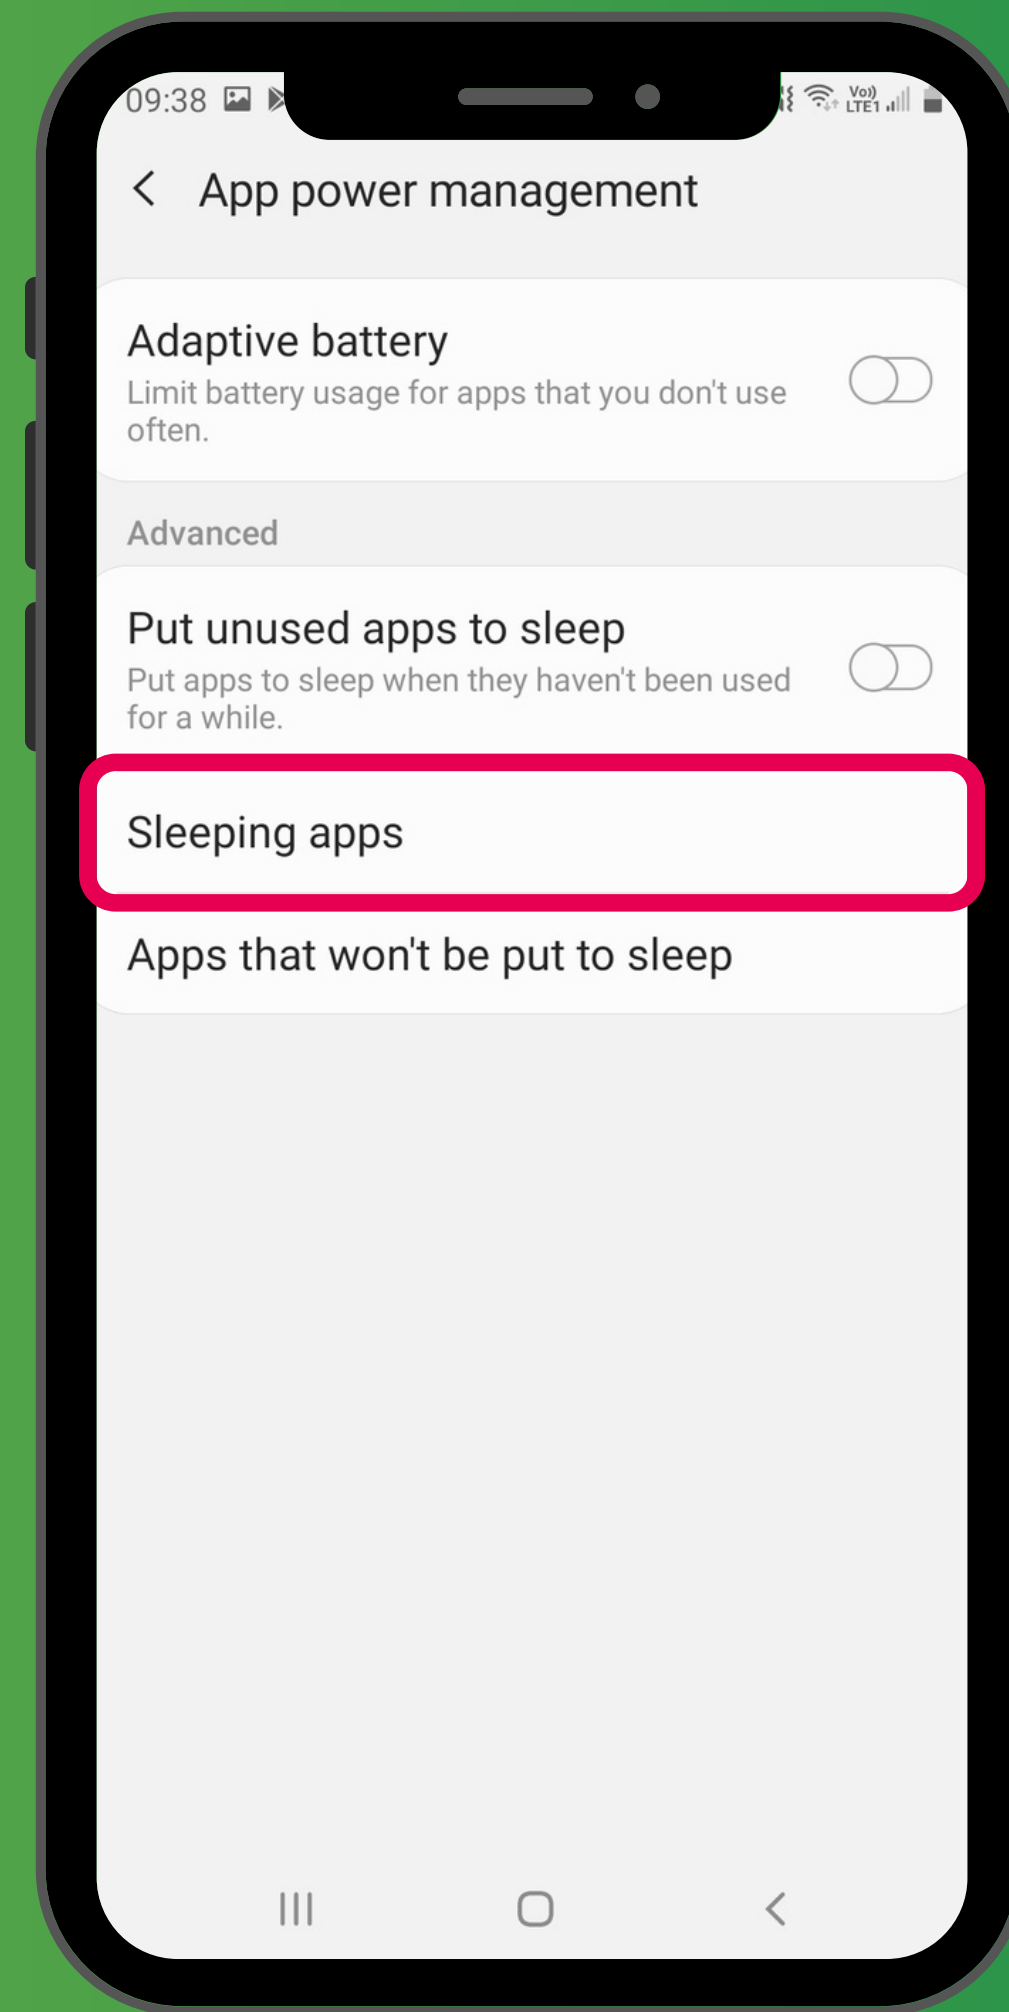 09:38
Vo))
LTE1
App power management
Adaptive battery
Limit battery usage for apps that you don't use
often.
Advanced
Put unused apps to sleep
Put apps to sleep when they haven't been used
for a while.
Sleeping apps
Apps that won't be put to sleep